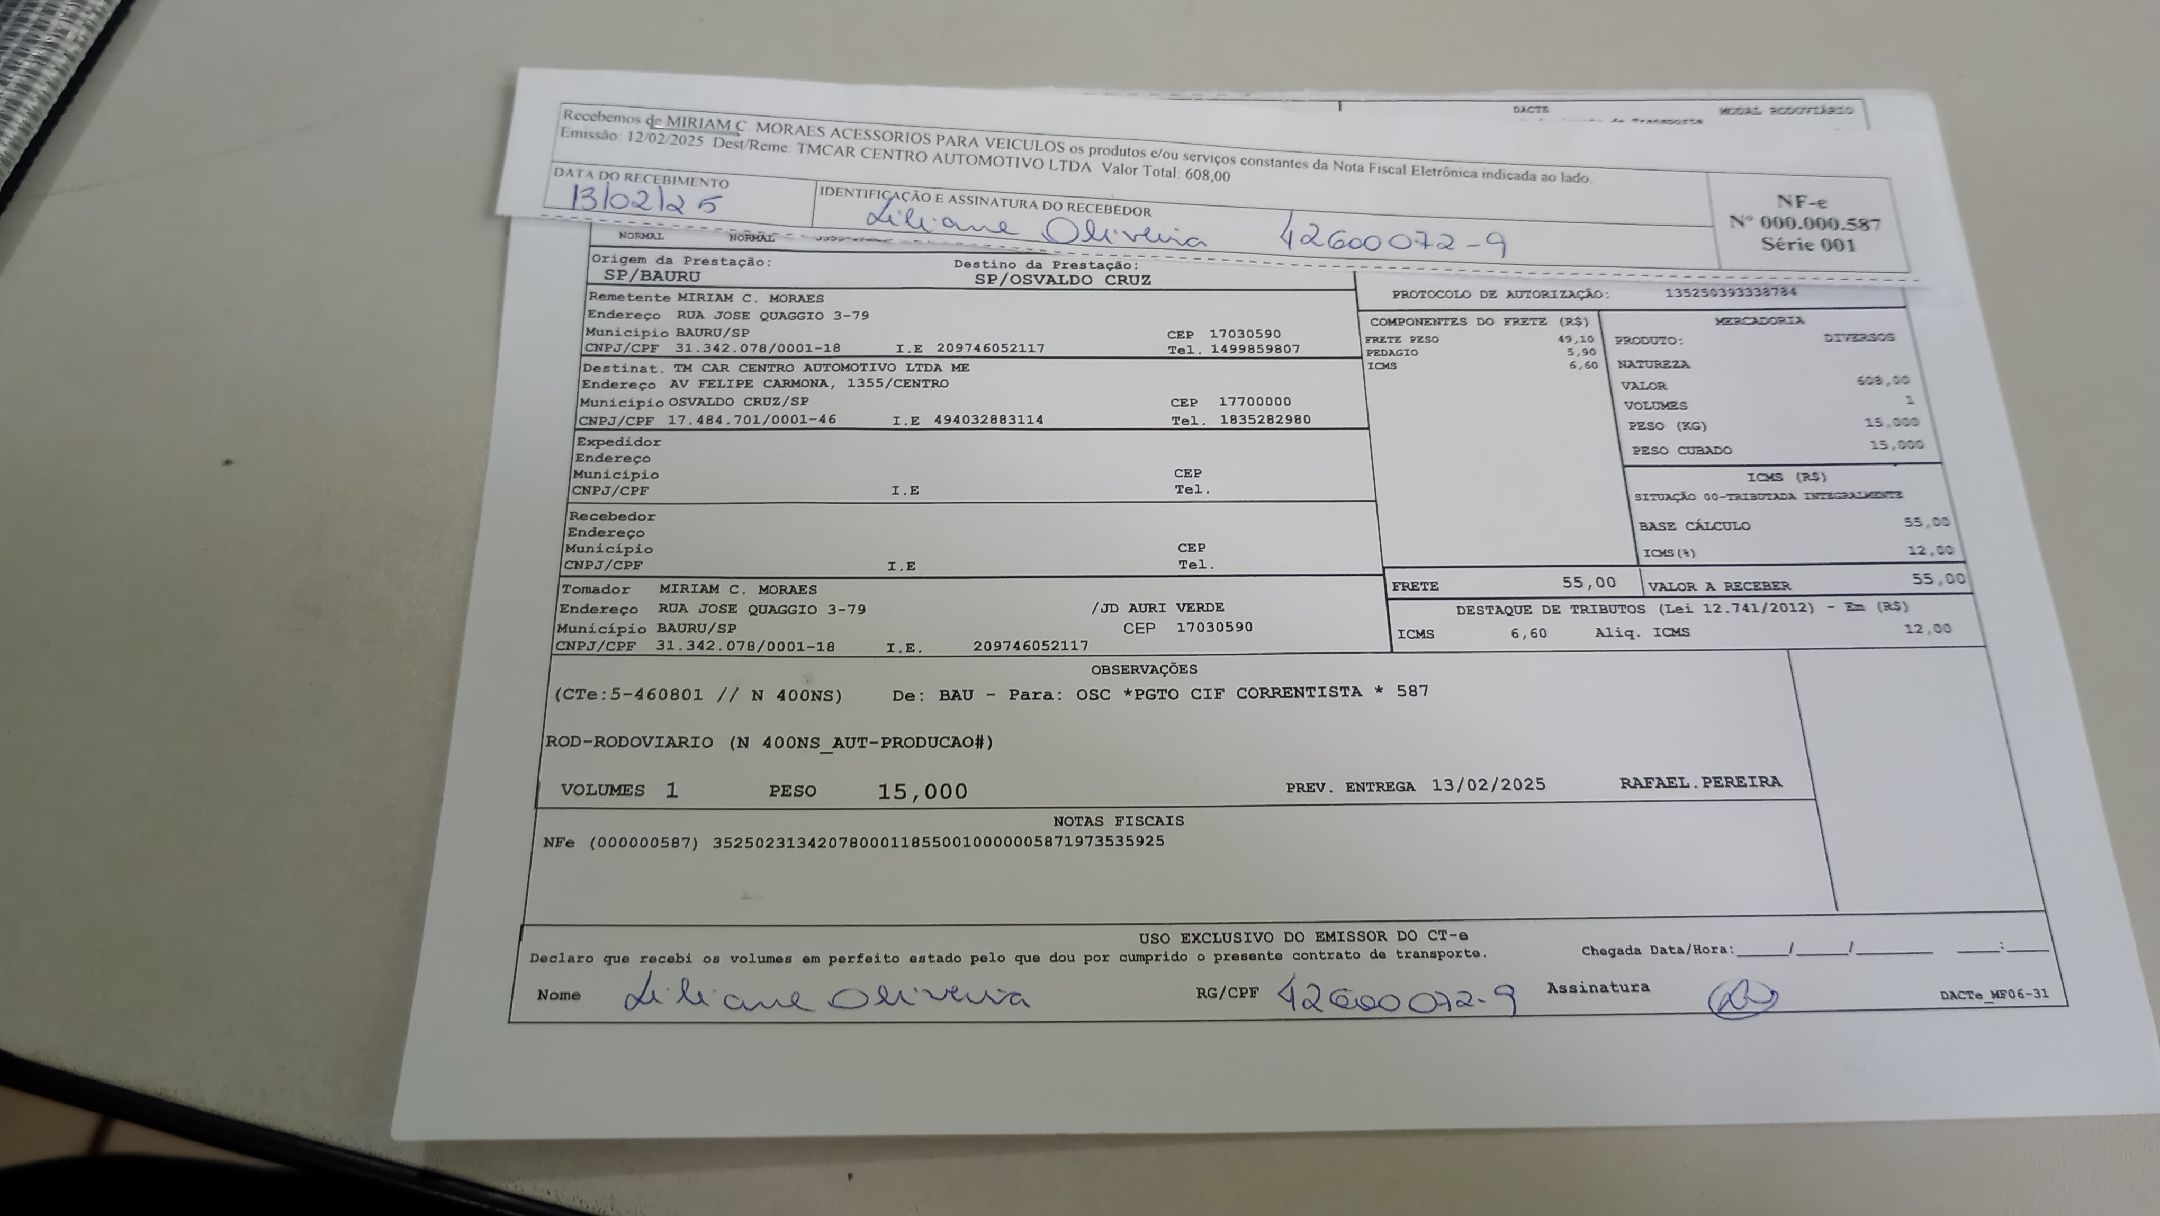 DACTE MODAL RODOVIÁRIO
Recebemos de MIRIAM C. MORAES ACESSORIOS PARA VEICULOS os produtos e/ou serviços constantes da Nota Fiscal Eletrônica indicada ao lado.
Emissão: 12/02/2025 Dest/Reme: TMCAR CENTRO AUTOMOTIVO LTDA Valor Total: 608,00
DATA DO RECEBIMENTO IDENTIFICAÇÃO E ASSINATURA DO RECEBEDOR
13/02/25 Liliane Oliveira 42600072-9
NF-e
Nº 000.000.587
Série 001
NORMAL NORMAL
Origem da Prestação: Destino da Prestação:
SP/BAURU SP/OSVALDO CRUZ
PROTOCOLO DE AUTORIZAÇÃO: 135250393338784
Remetente MIRIAM C. MORAES
Endereço RUA JOSE QUAGGIO 3-79
Município BAURU/SP CEP 17030590
CNPJ/CPF 31.342.078/0001-18 I.E 209746052117 Tel. 1499859807
Destinat. TM CAR CENTRO AUTOMOTIVO LTDA ME
Endereço AV FELIPE CARMONA, 1355/CENTRO
Município OSVALDO CRUZ/SP CEP 17700000
CNPJ/CPF 17.484.701/0001-46 I.E 494032883114 Tel. 1835282980
Expedidor
Endereço
Município CEP
CNPJ/CPF I.E Tel.
Recebedor
Endereço
Município CEP
CNPJ/CPF I.E Tel.
Tomador MIRIAM C. MORAES
Endereço RUA JOSE QUAGGIO 3-79 /JD AURI VERDE
Município BAURU/SP CEP 17030590
CNPJ/CPF 31.342.078/0001-18 I.E. 209746052117
COMPONENTES DO FRETE (R$)
FRETE PESO 49,10
PEDAGIO 5,90
ICMS 6,60
MERCADORIA
PRODUTO: DIVERSOS
NATUREZA
VALOR 608,00
VOLUMES 1
PESO (KG) 15,000
PESO CUBADO 15,000
ICMS (R$)
SITUAÇÃO 00-TRIBUTADA INTEGRALMENTE
BASE CÁLCULO 55,00
ICMS(%) 12,00
FRETE 55,00 VALOR A RECEBER 55,00
DESTAQUE DE TRIBUTOS (Lei 12.741/2012) - Em (R$)
ICMS 6,60 Aliq. ICMS 12,00
OBSERVAÇÕES
(CTe:5-460801 // N 400NS) De: BAU - Para: OSC *PGTO CIF CORRENTISTA * 587
ROD-RODOVIARIO (N 400NS_AUT-PRODUCAO#)
VOLUMES 1 PESO 15,000 PREV. ENTREGA 13/02/2025 RAFAEL.PEREIRA
NOTAS FISCAIS
NFe (000000587) 35250231342078000118550010000005871973535925
USO EXCLUSIVO DO EMISSOR DO CT-e
Declaro que recebi os volumes em perfeito estado pelo que dou por cumprido o presente contrato de transporte. Chegada Data/Hora:____/____/______ ___:___
Nome Liliane Oliveira RG/CPF 42600072-9 Assinatura DACTe_MF06-31